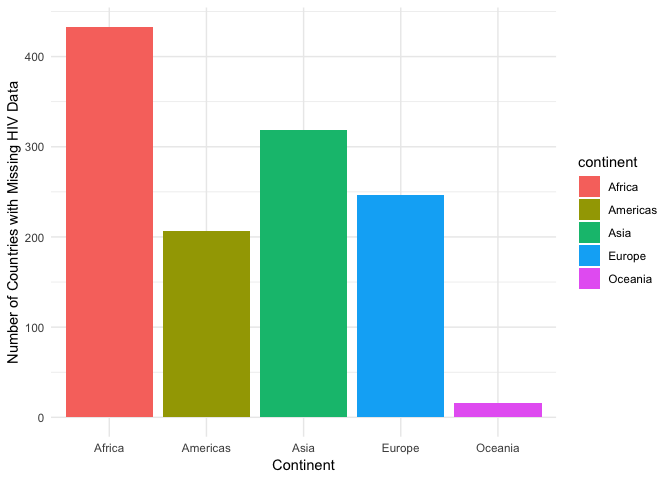 Number of Countries with Missing HIV Data
400
300
200
100
0
Africa
Americas
Asia
Europe
Oceania
Continent
continent
Africa
Americas
Asia
Europe
Oceania